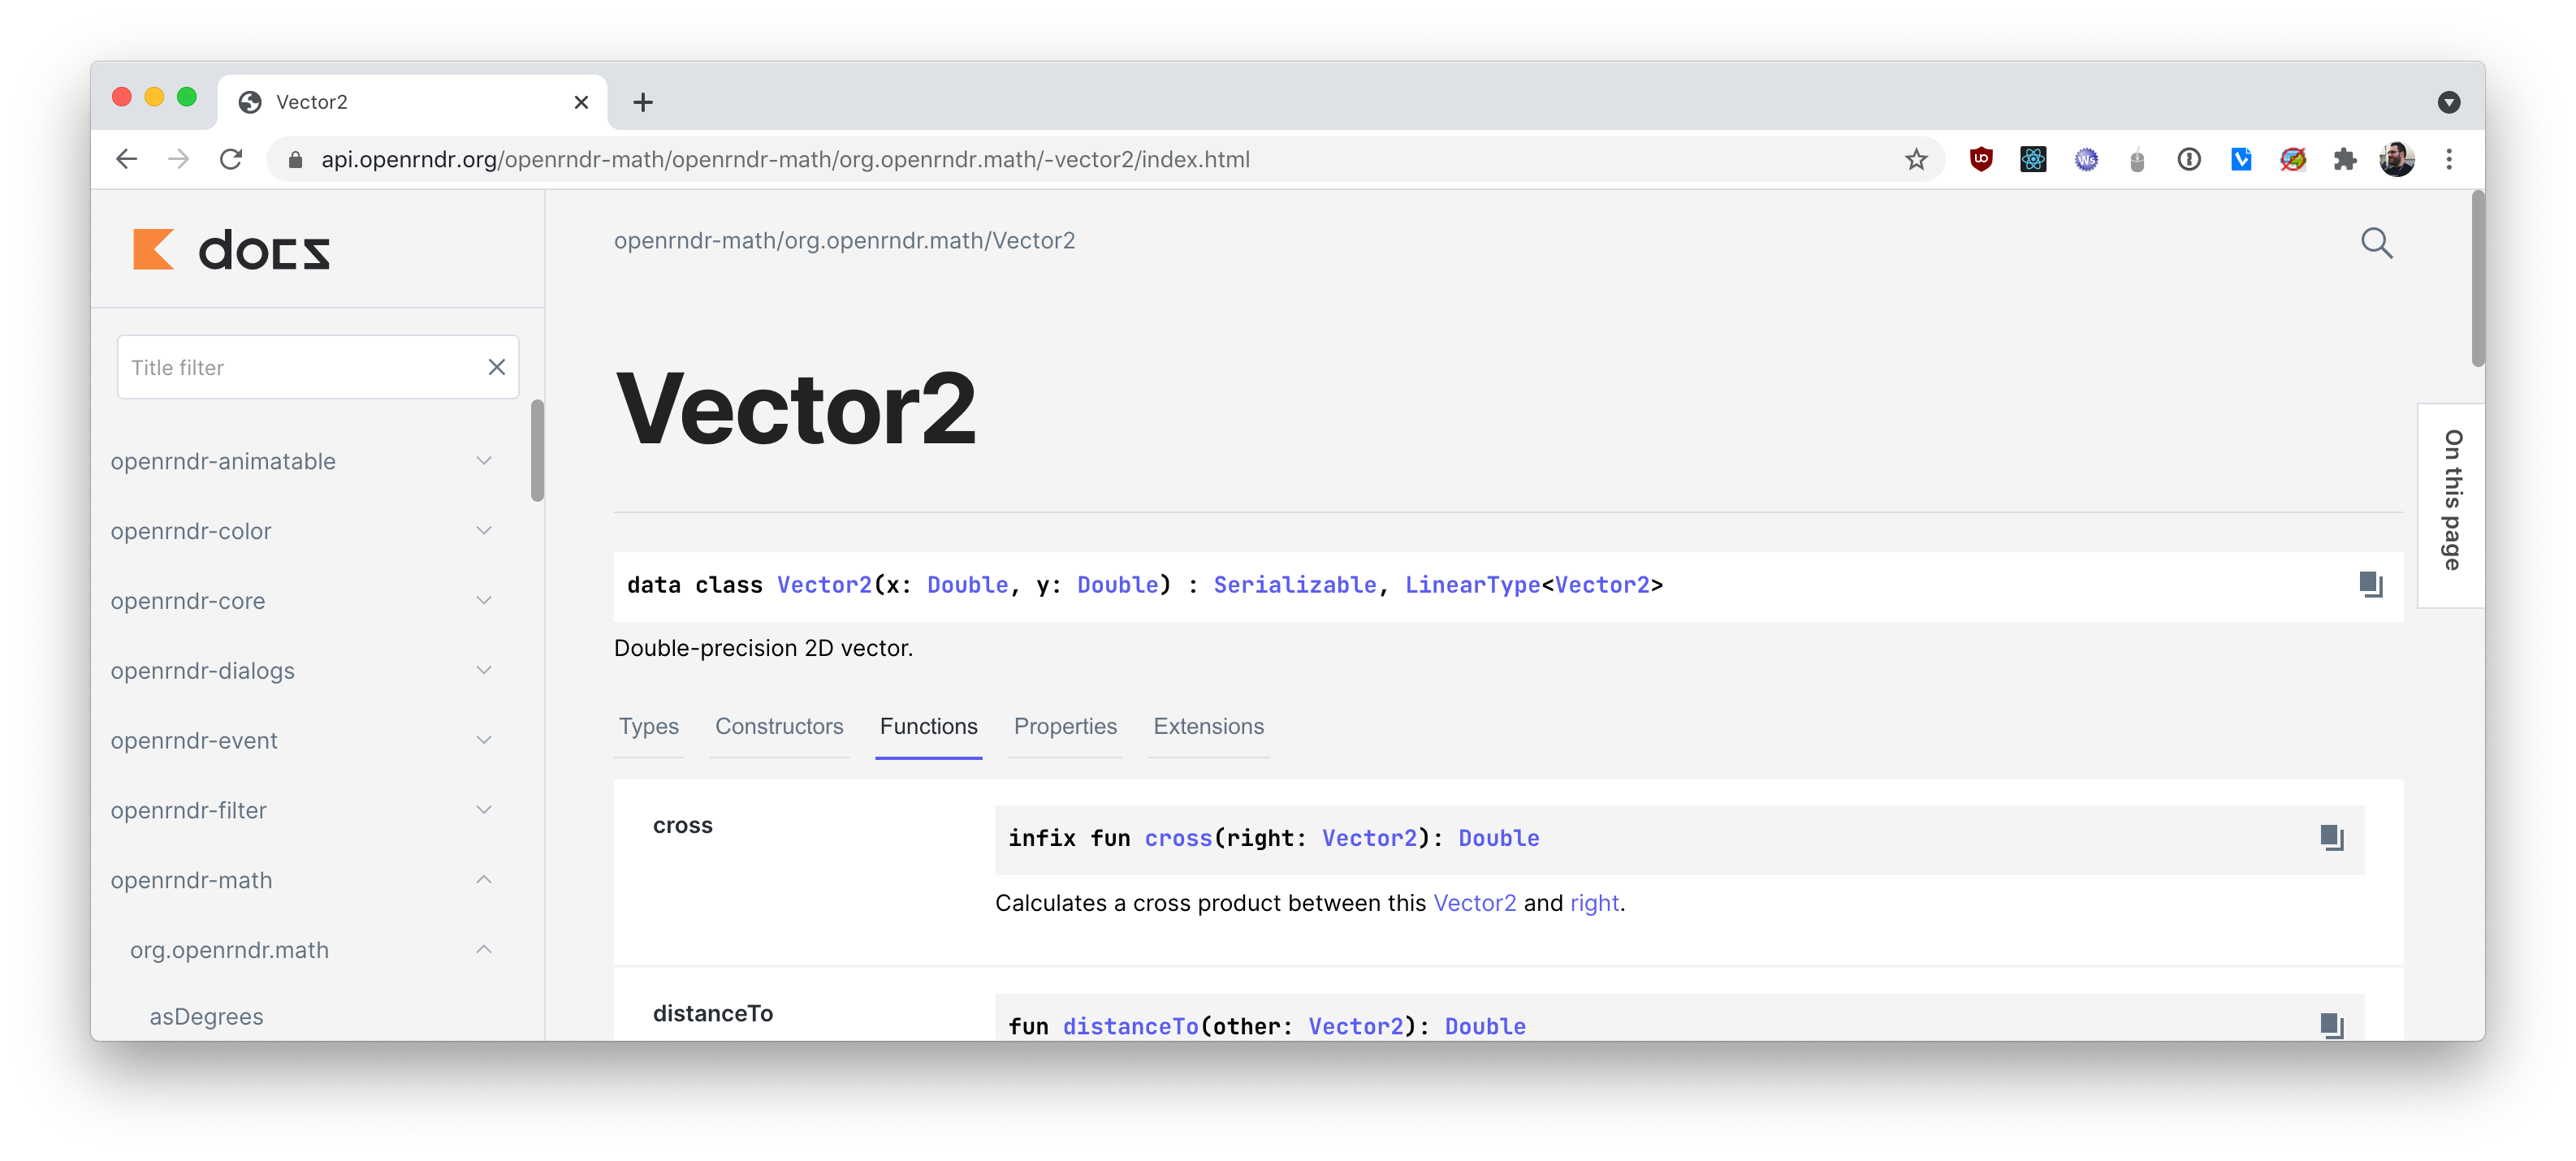 Vector2
api.openrndr.org/openrndr-math/openrndr-math/org.openrndr.math/-vector2/index.html
docs
Title filter
openrndr-animatable
openrndr-color
openrndr-core
openrndr-dialogs
openrndr-event
openrndr-filter
openrndr-math
org.openrndr.math
asDegrees
openrndr-math/org.openrndr.math/Vector2
Vector2
data class Vector2(x: Double, y: Double) : Serializable, LinearType<Vector2>
Double-precision 2D vector.
Types Constructors Functions Properties Extensions
cross
infix fun cross(right: Vector2): Double
Calculates a cross product between this Vector2 and right.
distanceTo
fun distanceTo(other: Vector2): Double
On this page